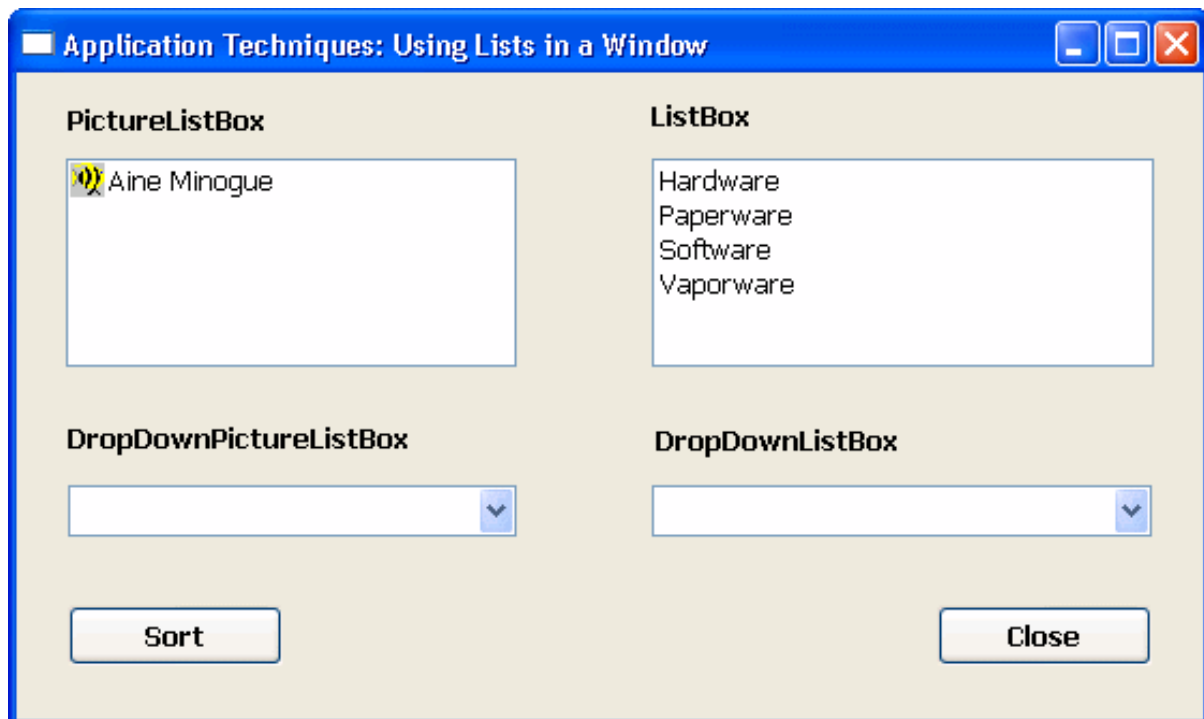 Application Techniques: Using Lists in a Window
PictureListBox
ListBox
Aine Minogue
Hardware
Paperware
Software
Vaporware
DropDownPictureListBox
DropDownListBox
Sort
Close